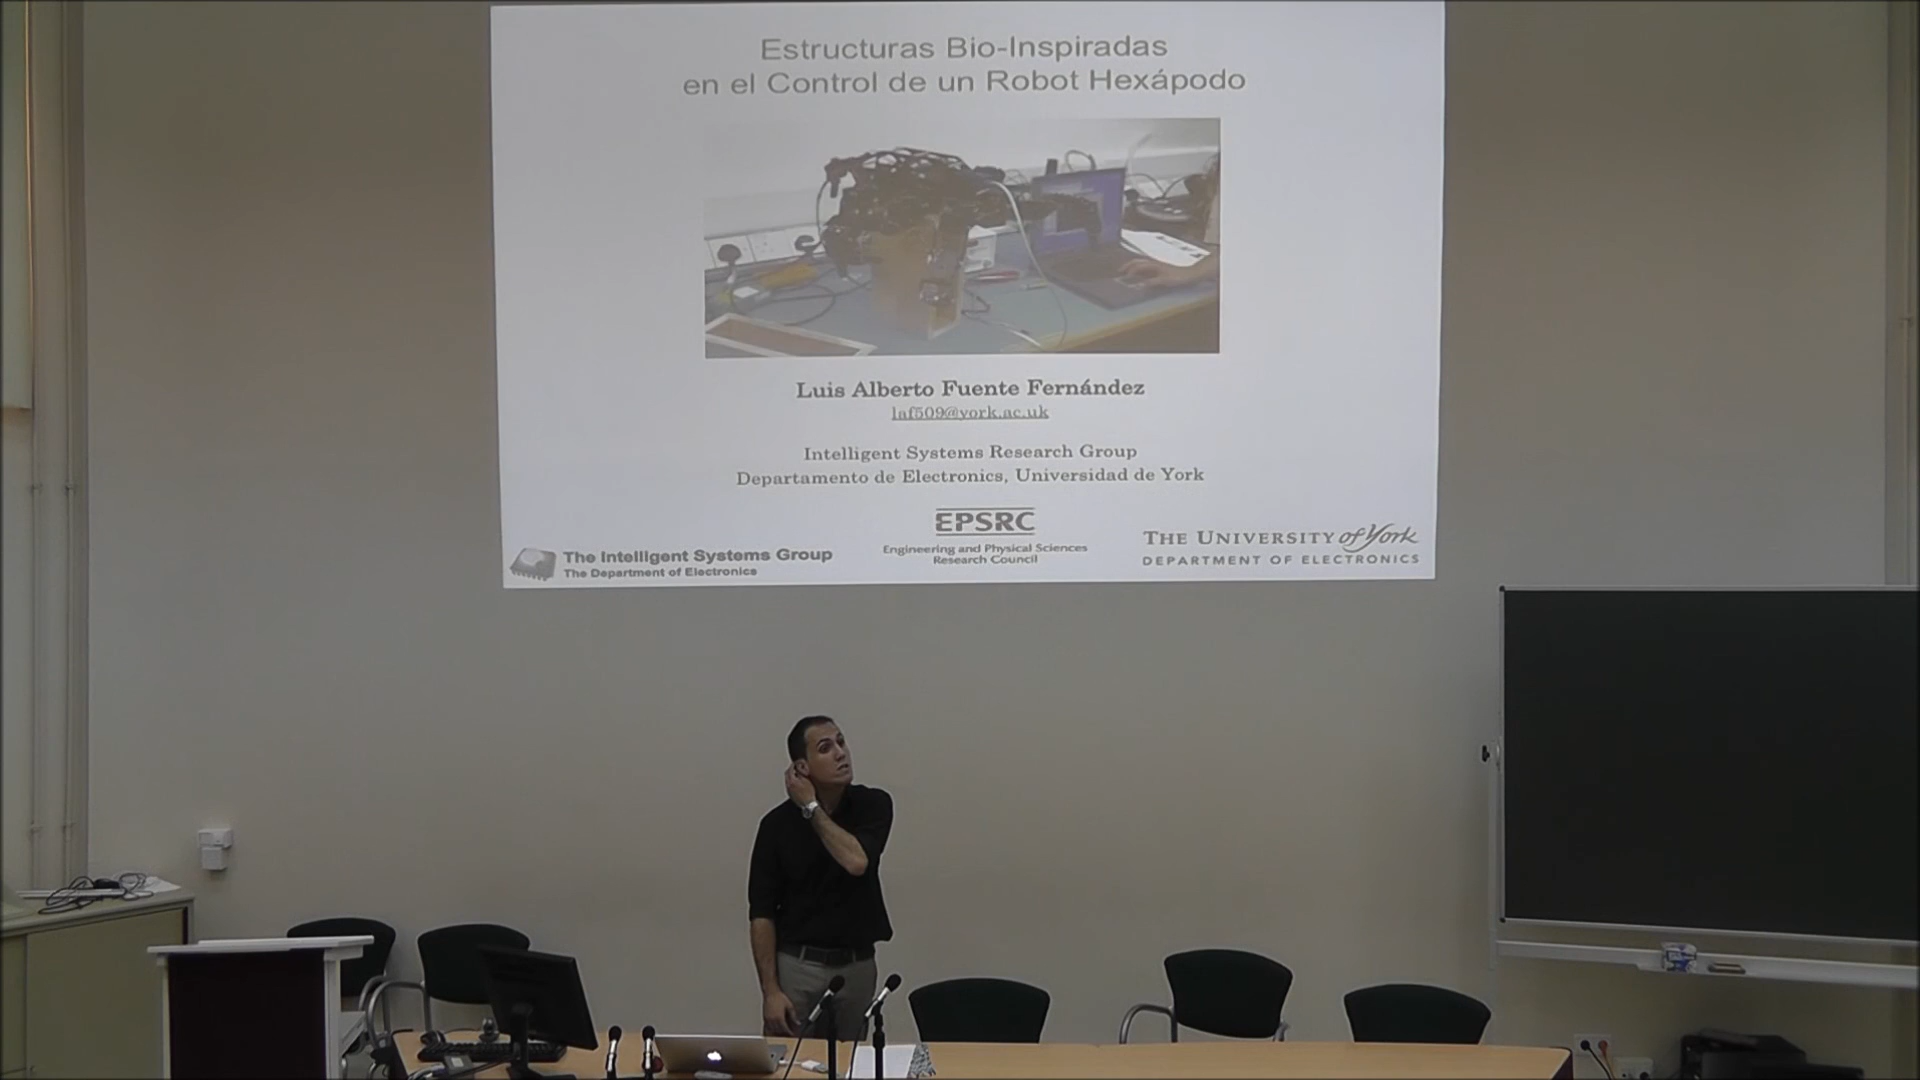 Estructuras Bio-Inspiradas
en el Control de un Robot Hexápodo
Luis Alberto Fuente Fernández
laf509@york.ac.uk
Intelligent Systems Research Group
Departamento de Electronics, Universidad de York
The Intelligent Systems Group
The Department of Electronics
EPSRC
Engineering and Physical Sciences
Research Council
THE UNIVERSITY of York
DEPARTMENT OF ELECTRONICS